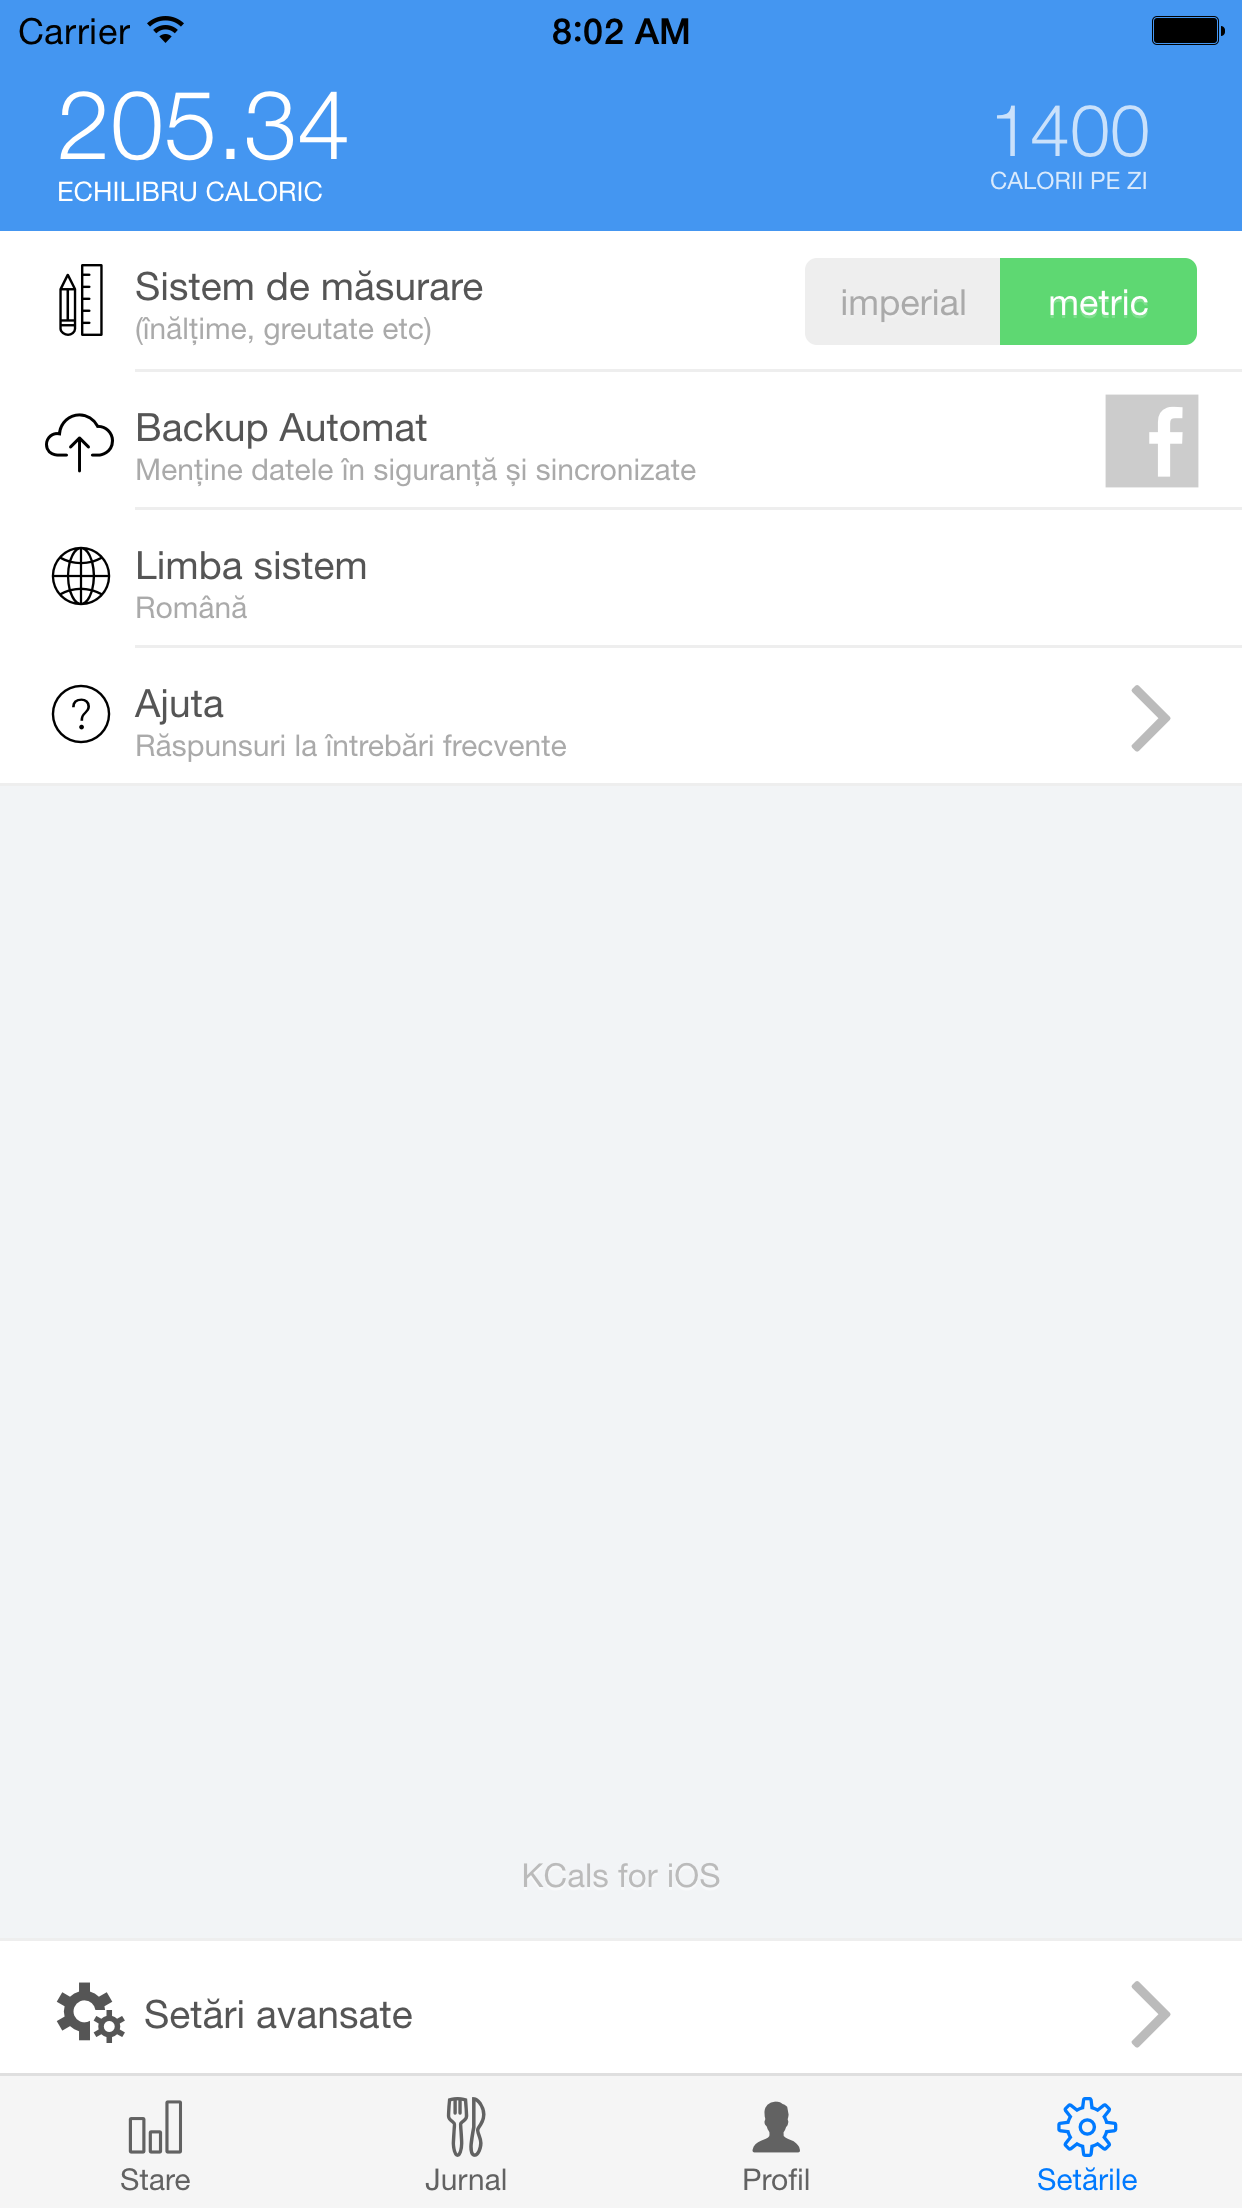 Carrier 8:02 AM
205.34
ECHILIBRU CALORIC
1400
CALORII PE ZI
Sistem de măsurare
(înălțime, greutate etc)
imperial
metric
Backup Automat
Menține datele în siguranță și sincronizate
f
Limba sistem
Română
?
Ajuta
Răspunsuri la întrebări frecvente
KCals for iOS
Setări avansate
Stare
Jurnal
Profil
Setările